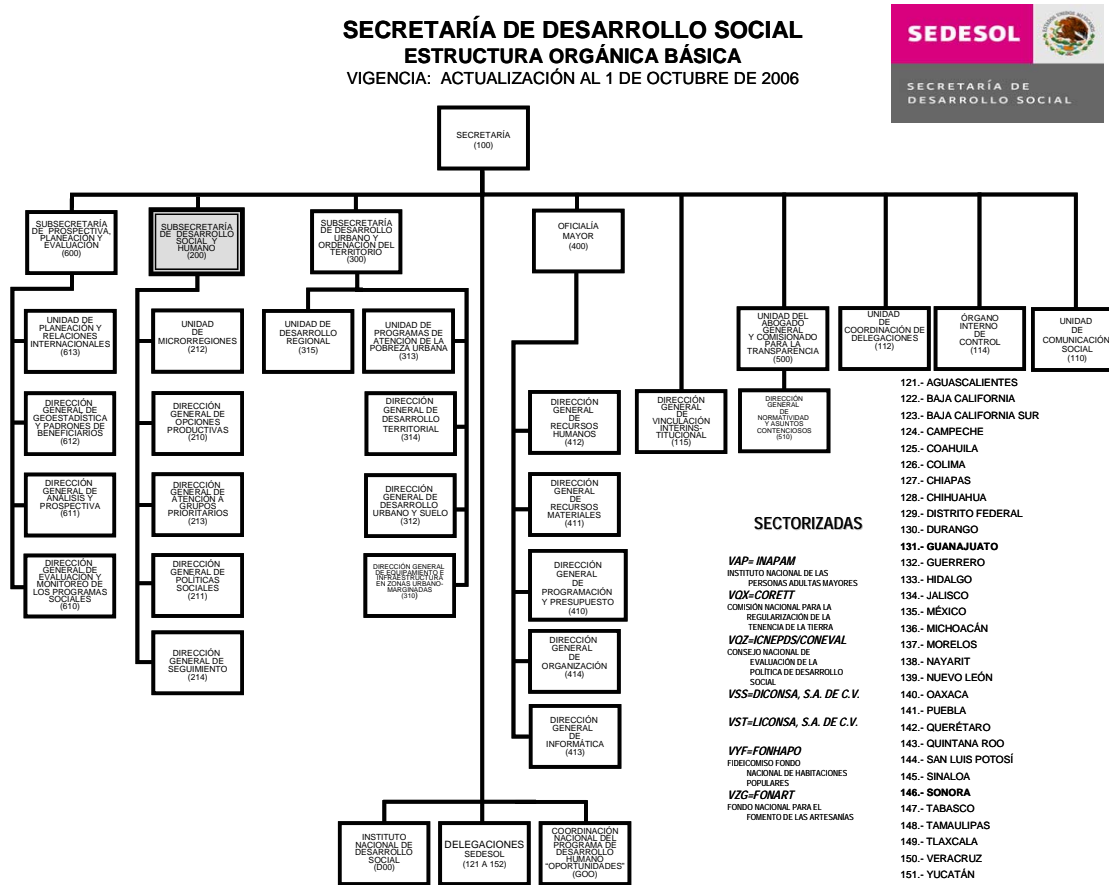 SECRETARÍA DE DESARROLLO SOCIAL
ESTRUCTURA ORGÁNICA BÁSICA
VIGENCIA: ACTUALIZACIÓN AL 1 DE OCTUBRE DE 2006
SEDESOL
SECRETARÍA DE
DESARROLLO SOCIAL
SECRETARÍA
(100)
SUBSECRETARÍA
DE PROSPECTIVA,
PLANEACIÓN Y
EVALUACIÓN
(600)
SUBSECRETARÍA
DE DESARROLLO
SOCIAL Y
HUMANO
(200)
SUBSECRETARÍA
DE DESARROLLO
URBANO Y
ORDENACIÓN DEL
TERRITORIO
(300)
OFICIALÍA
MAYOR
(400)
UNIDAD DE
PLANEACIÓN Y
RELACIONES
INTERNACIONALES
(613)
UNIDAD
DE
MICRORREGIONES
(212)
UNIDAD DE
DESARROLLO
REGIONAL
(315)
UNIDAD DE
PROGRAMAS DE
ATENCIÓN DE LA
POBREZA URBANA
(313)
UNIDAD DEL
ABOGADO
GENERAL
Y COMISIONADO
PARA LA
TRANSPARENCIA
(500)
UNIDAD
DE
COORDINACIÓN DE
DELEGACIONES
(112)
ÓRGANO
INTERNO
DE
CONTROL
(114)
UNIDAD
DE
COMUNICACIÓN
SOCIAL
(110)
DIRECCIÓN
GENERAL DE
GEOESTADÍSTICA
Y PADRONES DE
BENEFICIARIOS
(612)
DIRECCIÓN
GENERAL DE
OPCIONES
PRODUCTIVAS
(210)
DIRECCIÓN
GENERAL DE
DESARROLLO
TERRITORIAL
(314)
DIRECCIÓN
GENERAL
DE
RECURSOS
HUMANOS
(412)
DIRECCIÓN
GENERAL
DE
VINCULACIÓN
INTERINS-
TITUCIONAL
(115)
DIRECCIÓN
GENERAL
DE
NORMATIVIDAD
Y ASUNTOS
CONTENCIOSOS
(510)
DIRECCIÓN
GENERAL DE
ANÁLISIS Y
PROSPECTIVA
(611)
DIRECCIÓN
GENERAL DE
ATENCIÓN A
GRUPOS
PRIORITARIOS
(213)
DIRECCIÓN
GENERAL DE
DESARROLLO
URBANO Y SUELO
(312)
DIRECCIÓN
GENERAL
DE
RECURSOS
MATERIALES
(411)
DIRECCIÓN
GENERAL DE
EVALUACIÓN Y
MONITOREO DE
LOS PROGRAMAS
SOCIALES
(610)
DIRECCIÓN
GENERAL DE
POLÍTICAS
SOCIALES
(211)
DIRECCIÓN GENERAL
DE EQUIPAMIENTO E
INFRAESTRUCTURA
EN ZONAS URBANO-
MARGINADAS
(310)
DIRECCIÓN
GENERAL
DE
PROGRAMACIÓN
Y PRESUPUESTO
(410)
DIRECCIÓN
GENERAL DE
SEGUIMIENTO
(214)
DIRECCIÓN
GENERAL
DE
ORGANIZACIÓN
(414)
DIRECCIÓN
GENERAL
DE
INFORMÁTICA
(413)
INSTITUTO
NACIONAL DE
DESARROLLO
SOCIAL
(D00)
DELEGACIONES
SEDESOL
(121 A 152)
COORDINACIÓN
NACIONAL DEL
PROGRAMA DE
DESARROLLO
HUMANO
"OPORTUNIDADES"
(GOO)
SECTORIZADAS
VAP= INAPAM
INSTITUTO NACIONAL DE LAS
PERSONAS ADULTAS MAYORES
VQX=CORETT
COMISIÓN NACIONAL PARA LA
REGULARIZACIÓN DE LA
TENENCIA DE LA TIERRA
VQZ=ICNEPDS/CONEVAL
CONSEJO NACIONAL DE
EVALUACIÓN DE LA
POLÍTICA DE DESARROLLO
SOCIAL
VSS=DICONSA, S.A. DE C.V.
VST=LICONSA, S.A. DE C.V.
VYF=FONHAPO
FIDEICOMISO FONDO
NACIONAL DE HABITACIONES
POPULARES
VZG=FONART
FONDO NACIONAL PARA EL
FOMENTO DE LAS ARTESANÍAS
121.- AGUASCALIENTES
122.- BAJA CALIFORNIA
123.- BAJA CALIFORNIA SUR
124.- CAMPECHE
125.- COAHUILA
126.- COLIMA
127.- CHIAPAS
128.- CHIHUAHUA
129.- DISTRITO FEDERAL
130.- DURANGO
131.- GUANAJUATO
132.- GUERRERO
133.- HIDALGO
134.- JALISCO
135.- MÉXICO
136.- MICHOACÁN
137.- MORELOS
138.- NAYARIT
139.- NUEVO LEÓN
140.- OAXACA
141.- PUEBLA
142.- QUERÉTARO
143.- QUINTANA ROO
144.- SAN LUIS POTOSÍ
145.- SINALOA
146.- SONORA
147.- TABASCO
148.- TAMAULIPAS
149.- TLAXCALA
150.- VERACRUZ
151.- YUCATÁN